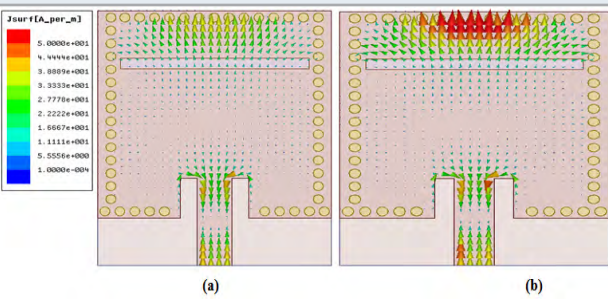 Jsurf[A_per_m]
5.0000e+001
4.4444e+001
3.8889e+001
3.3333e+001
2.7778e+001
2.2222e+001
1.6667e+001
1.1111e+001
5.5556e+000
1.0000e-004
(a) (b)